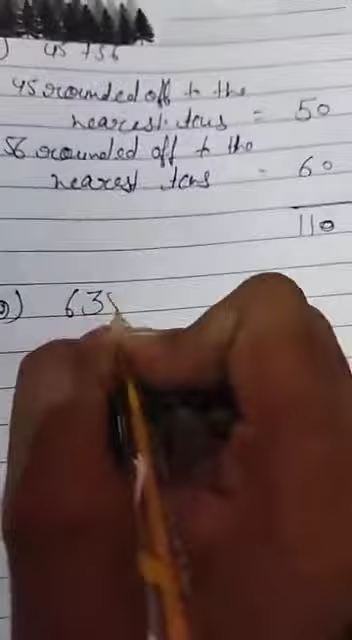 ) 45 + 56
45 rounded off to the
nearest tens = 50
56 rounded off to the
nearest tens = 60
110
) 635